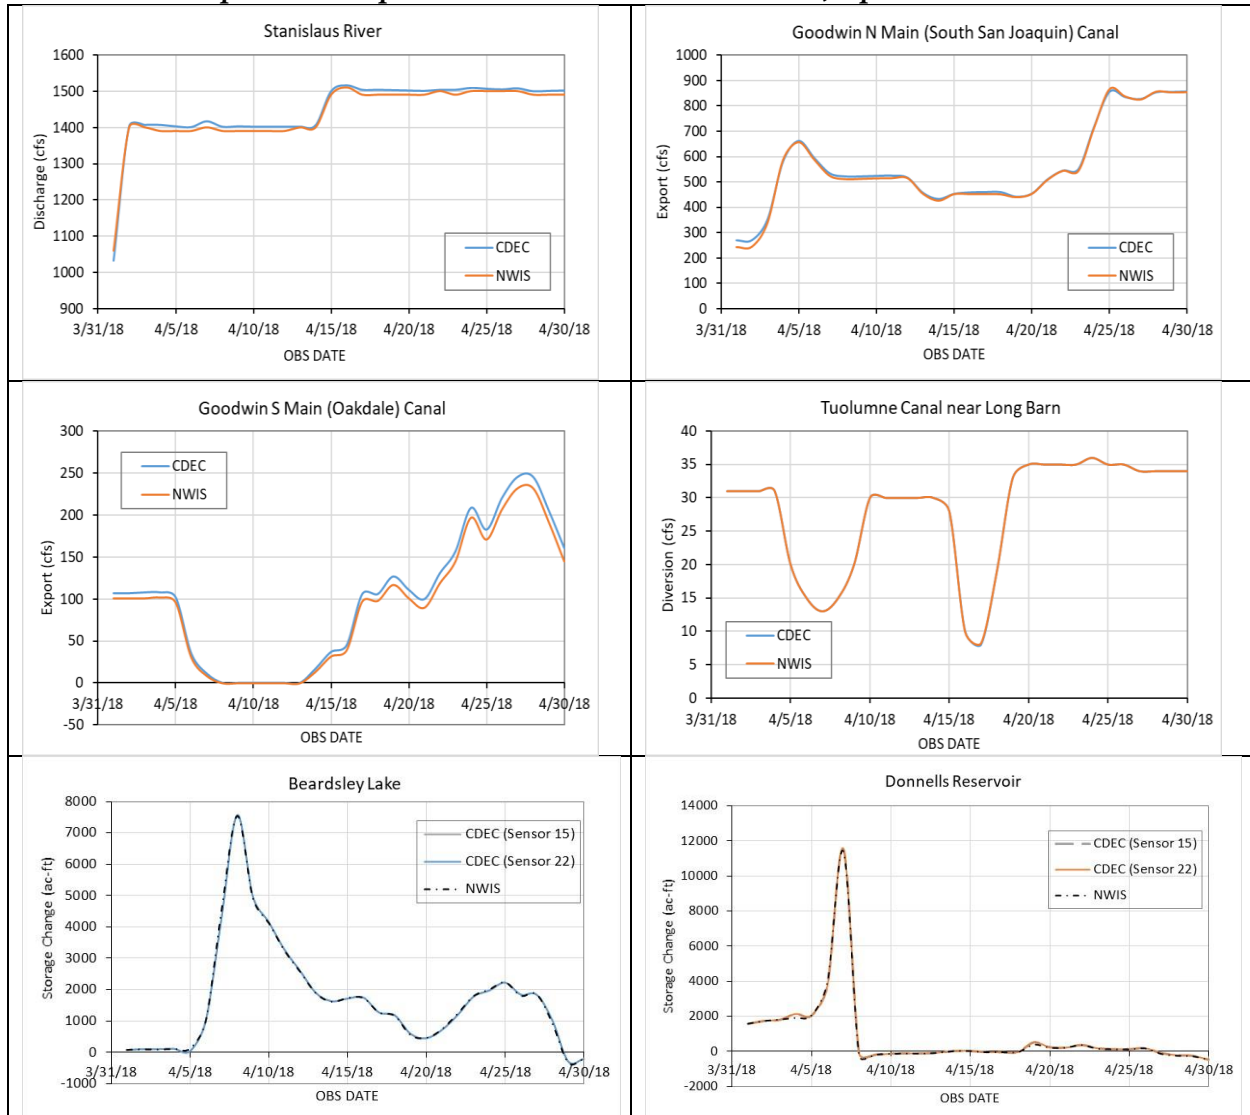 Stanislaus River
1600
1500
1400
1300
1200
1100
1000
900
Discharge (cfs)
CDEC
NWIS
3/31/18 4/5/18 4/10/18 4/15/18 4/20/18 4/25/18 4/30/18
OBS DATE
Goodwin N Main (South San Joaquin) Canal
1000
900
800
700
600
500
400
300
200
100
0
Export (cfs)
CDEC
NWIS
3/31/18 4/5/18 4/10/18 4/15/18 4/20/18 4/25/18 4/30/18
OBS DATE
Goodwin S Main (Oakdale) Canal
300
250
200
150
100
50
0
-50
Export (cfs)
CDEC
NWIS
3/31/18 4/5/18 4/10/18 4/15/18 4/20/18 4/25/18 4/30/18
OBS DATE
Tuolumne Canal near Long Barn
40
35
30
25
20
15
10
5
0
Diversion (cfs)
CDEC
NWIS
3/31/18 4/5/18 4/10/18 4/15/18 4/20/18 4/25/18 4/30/18
OBS DATE
Beardsley Lake
8000
7000
6000
5000
4000
3000
2000
1000
0
-1000
Storage Change (ac-ft)
CDEC (Sensor 15)
CDEC (Sensor 22)
NWIS
3/31/18 4/5/18 4/10/18 4/15/18 4/20/18 4/25/18 4/30/18
OBS DATE
Donnells Reservoir
14000
12000
10000
8000
6000
4000
2000
0
-2000
Storage Change (ac-ft)
CDEC (Sensor 15)
CDEC (Sensor 22)
NWIS
3/31/18 4/5/18 4/10/18 4/15/18 4/20/18 4/25/18 4/30/18
OBS DATE